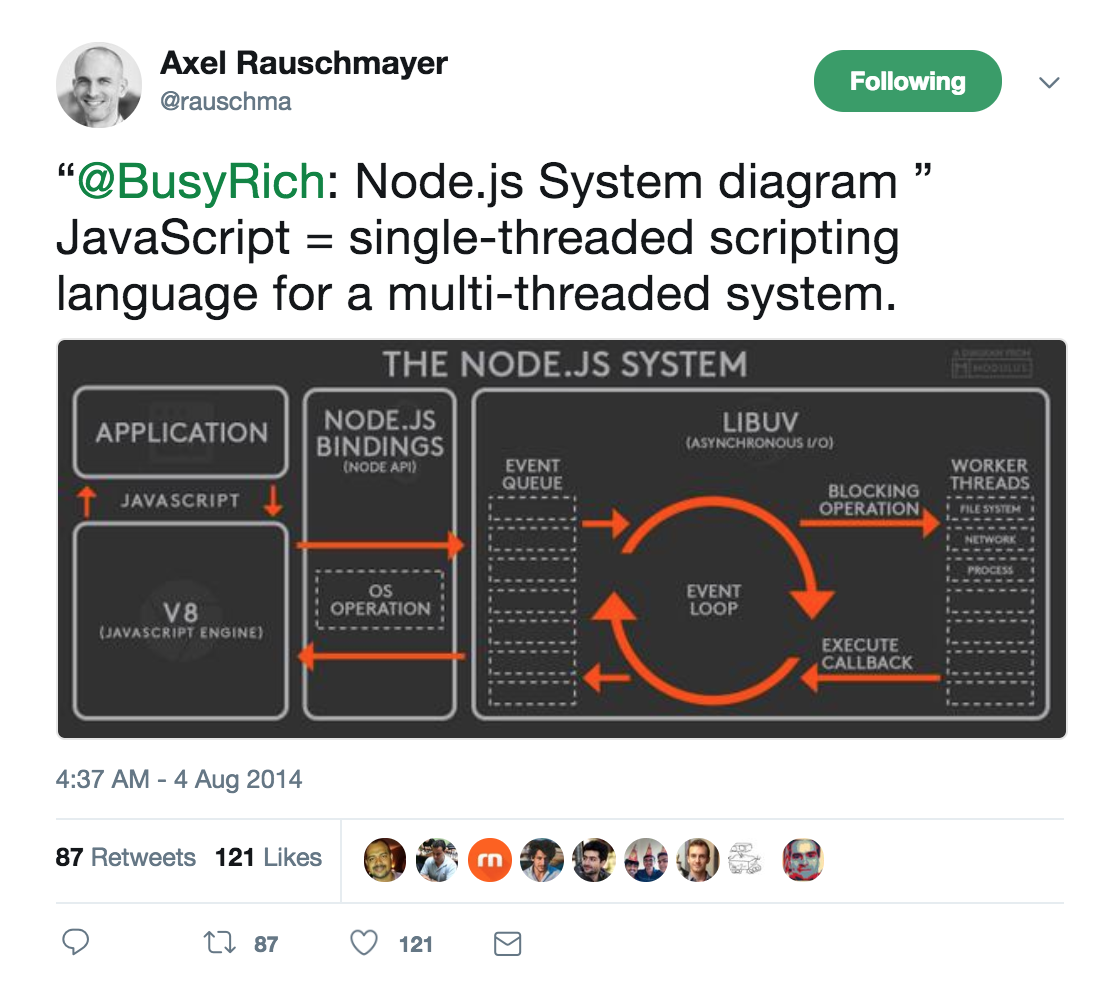 Axel Rauschmayer
@rauschma
Following
“@BusyRich: Node.js System diagram ”
JavaScript = single-threaded scripting
language for a multi-threaded system.
THE NODE.JS SYSTEM
A DIAGRAM FROM
MODULUS
APPLICATION
JAVASCRIPT
V8
(JAVASCRIPT ENGINE)
NODE.JS
BINDINGS
(NODE API)
OS
OPERATION
LIBUV
(ASYNCHRONOUS I/O)
EVENT
QUEUE
EVENT
LOOP
BLOCKING
OPERATION
EXECUTE
CALLBACK
WORKER
THREADS
FILE SYSTEM
NETWORK
PROCESS
4:37 AM - 4 Aug 2014
87 Retweets 121 Likes
m
87 121